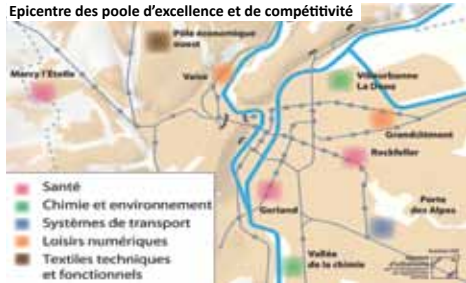 Epicentre des poole d'excellence et de compétitivité
Pôle économique
ouest
Marcy l'Etoile
Vaise
Villeurbanne
La Doua
Grandclément
Rockfeller
Gerland
Porte
des Alpes
Vallée
de la chimie
Santé
Chimie et environnement
Systèmes de transport
Loisirs numériques
Textiles techniques
et fonctionnels